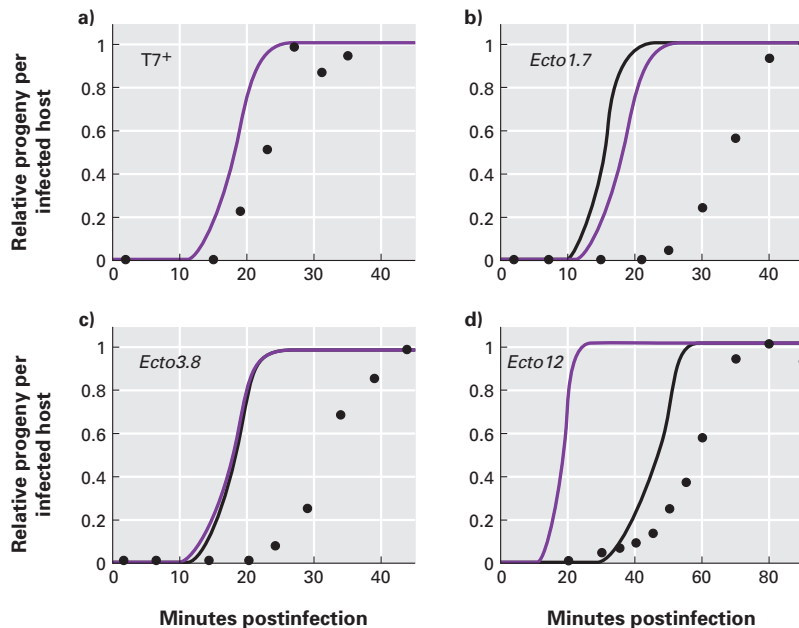 a)
T7+
Relative progeny per
infected host
1
0.8
0.6
0.4
0.2
0
0 10 20 30 40
b)
Ecto1.7
1
0.8
0.6
0.4
0.2
0
0 10 20 30 40
c)
Ecto3.8
Relative progeny per
infected host
1
0.8
0.6
0.4
0.2
0
0 10 20 30 40
Minutes postinfection
d)
Ecto12
1
0.8
0.6
0.4
0.2
0
0 20 40 60 80
Minutes postinfection